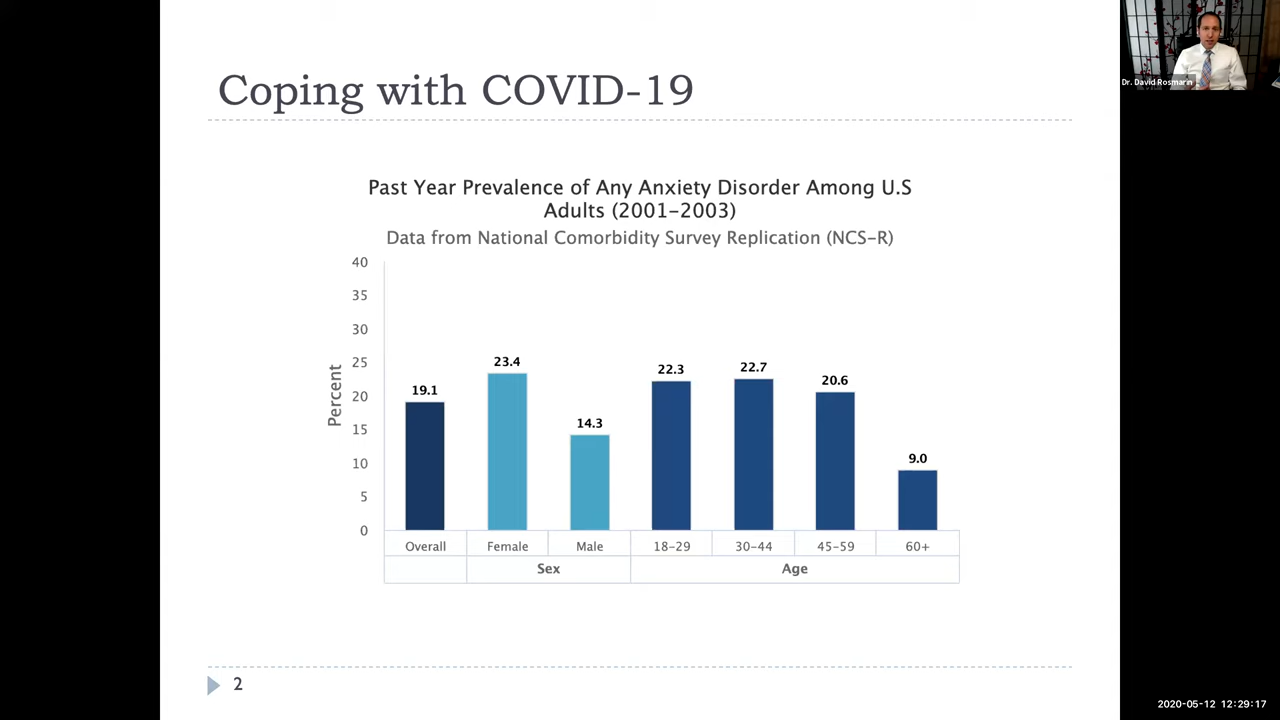 Coping with COVID-19
Dr. David Rosmarin
Past Year Prevalence of Any Anxiety Disorder Among U.S
Adults (2001-2003)
Data from National Comorbidity Survey Replication (NCS-R)
Percent
40
35
30
25
20
15
10
5
0
19.1
23.4
14.3
22.3
22.7
20.6
9.0
Overall Female Male 18-29 30-44 45-59 60+
Sex Age
2
2020-05-12 12:29:17